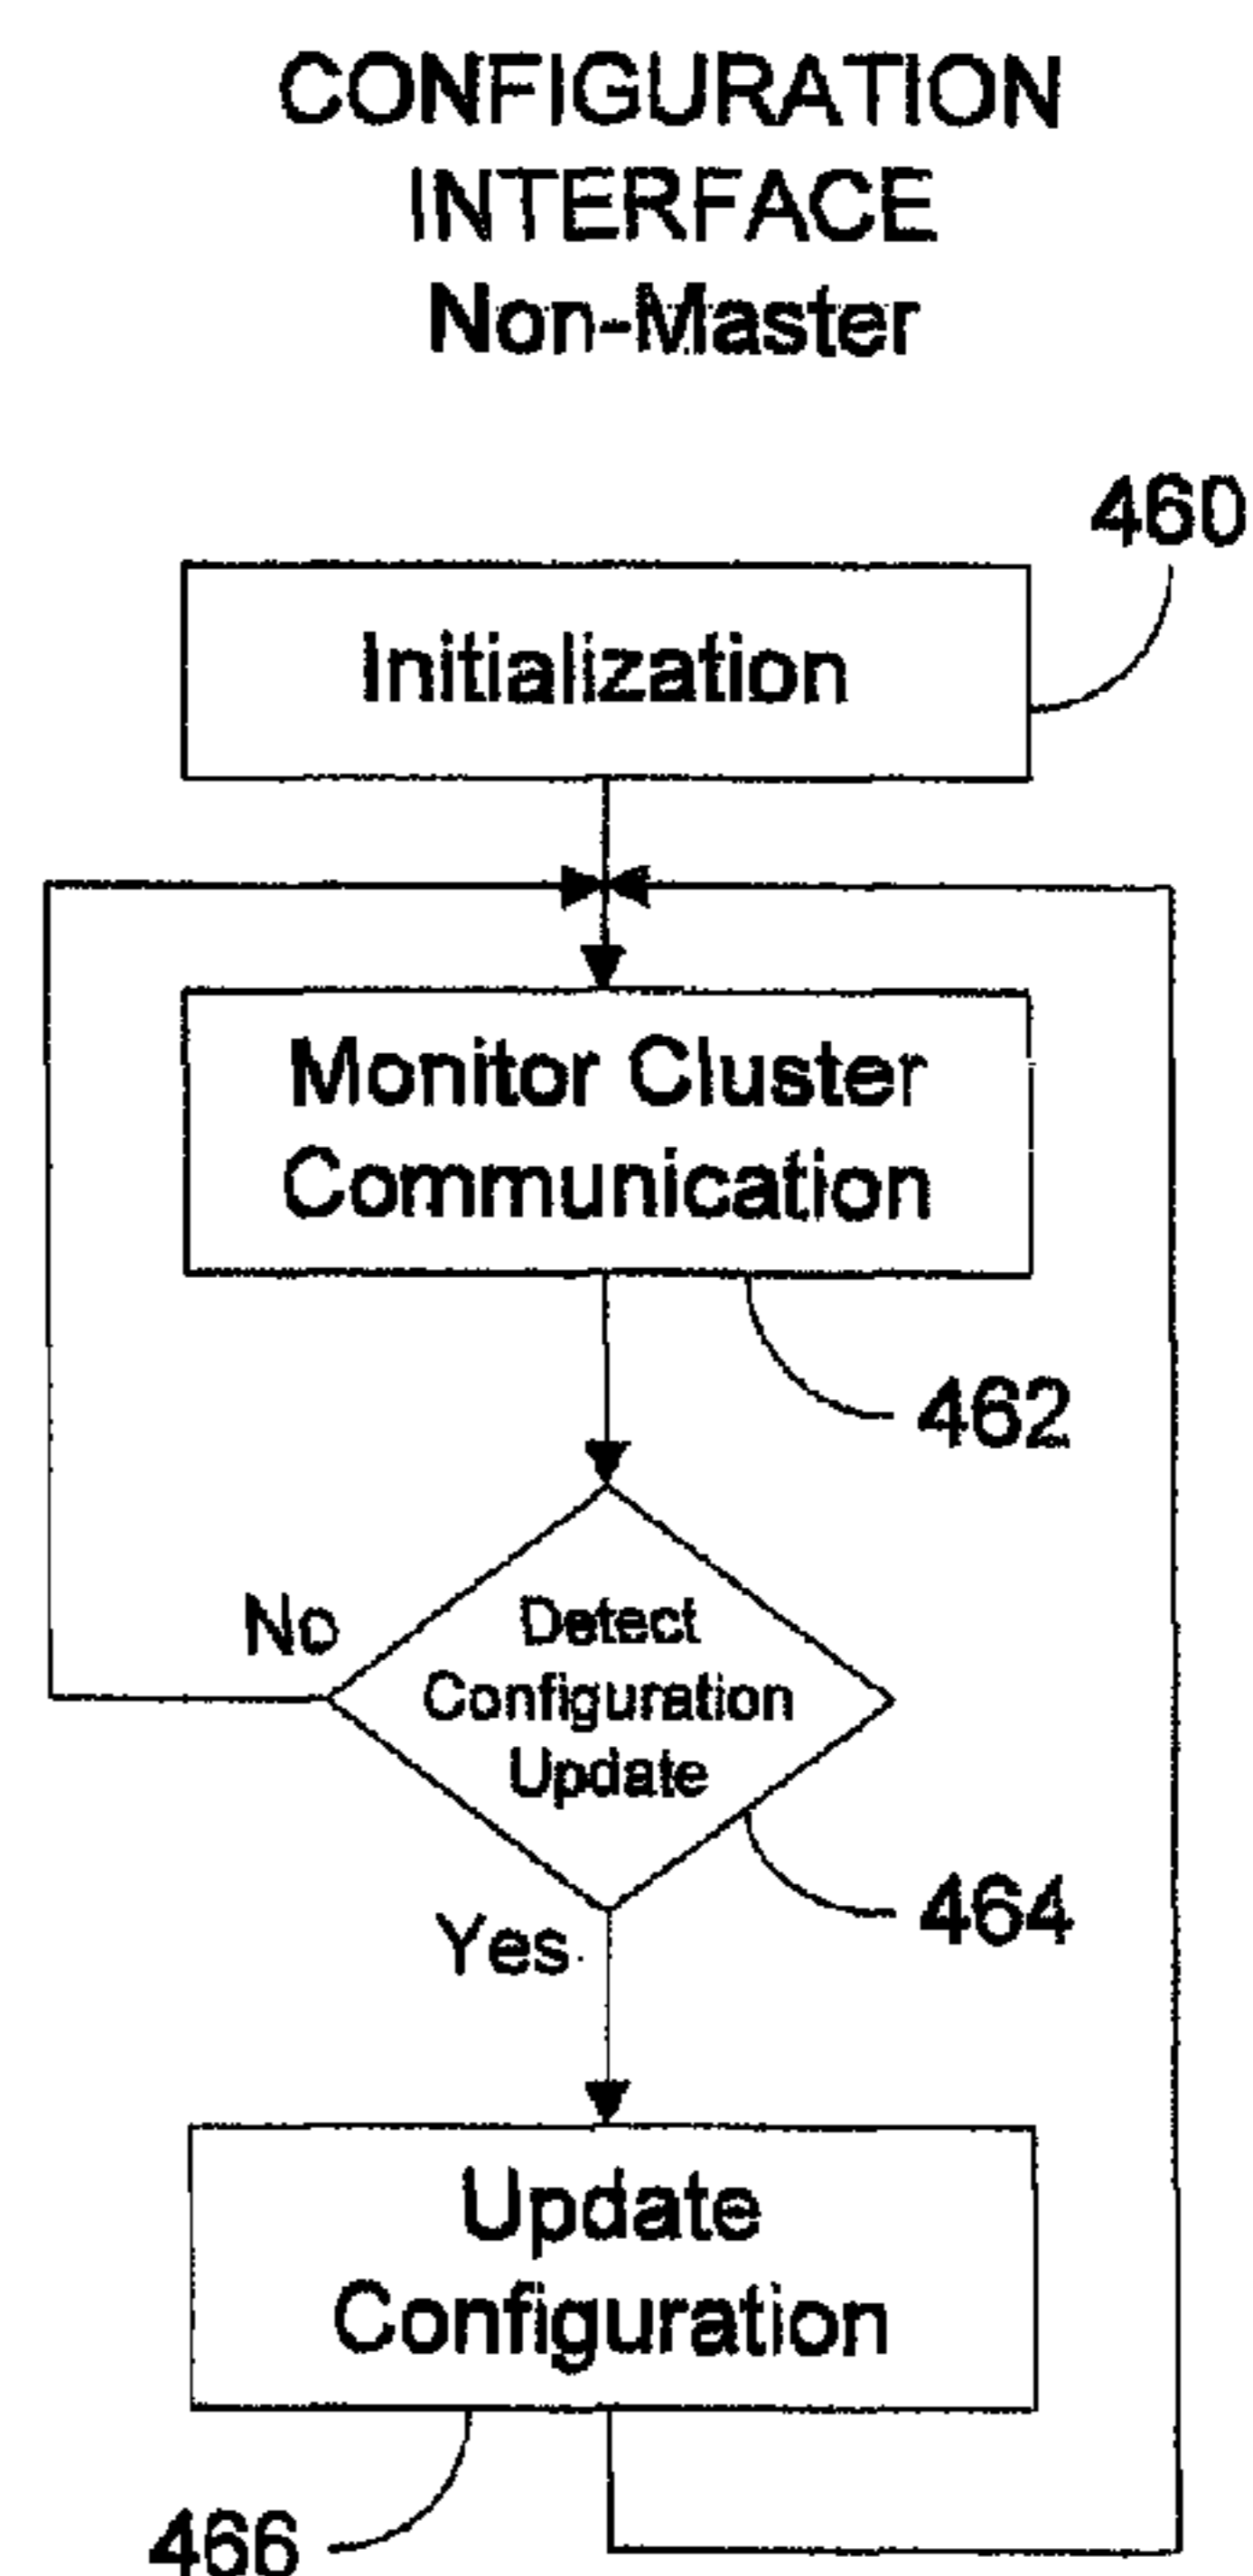 CONFIGURATION
INTERFACE
Non-Master
460
Initialization
Monitor Cluster
Communication
462
No
Detect
Configuration
Update
464
Yes
Update
Configuration
466